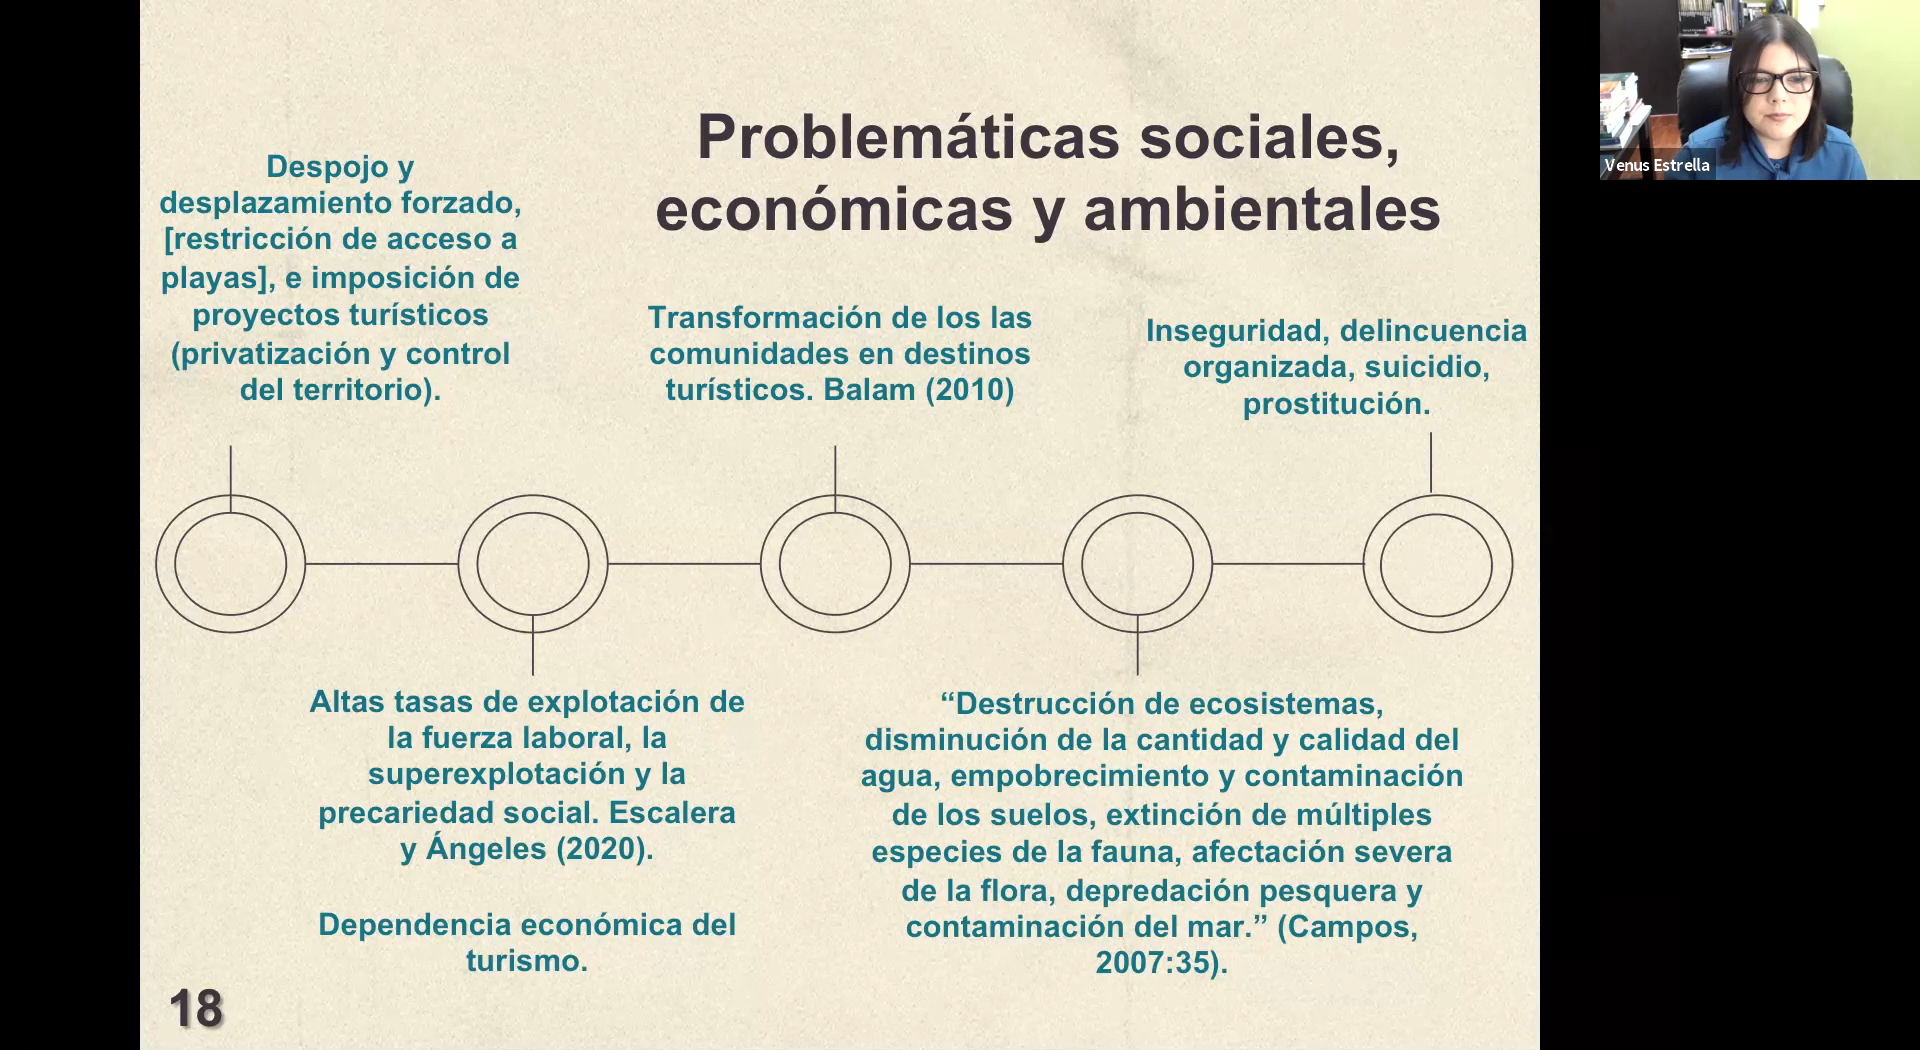 Problemáticas sociales,
económicas y ambientales
Despojo y
desplazamiento forzado,
[restricción de acceso a
playas], e imposición de
proyectos turísticos
(privatización y control
del territorio).
Altas tasas de explotación de
la fuerza laboral, la
superexplotación y la
precariedad social. Escalera
y Ángeles (2020).
Dependencia económica del
turismo.
Transformación de los las
comunidades en destinos
turísticos. Balam (2010)
“Destrucción de ecosistemas,
disminución de la cantidad y calidad del
agua, empobrecimiento y contaminación
de los suelos, extinción de múltiples
especies de la fauna, afectación severa
de la flora, depredación pesquera y
contaminación del mar.” (Campos,
2007:35).
Inseguridad, delincuencia
organizada, suicidio,
prostitución.
18
Venus Estrella